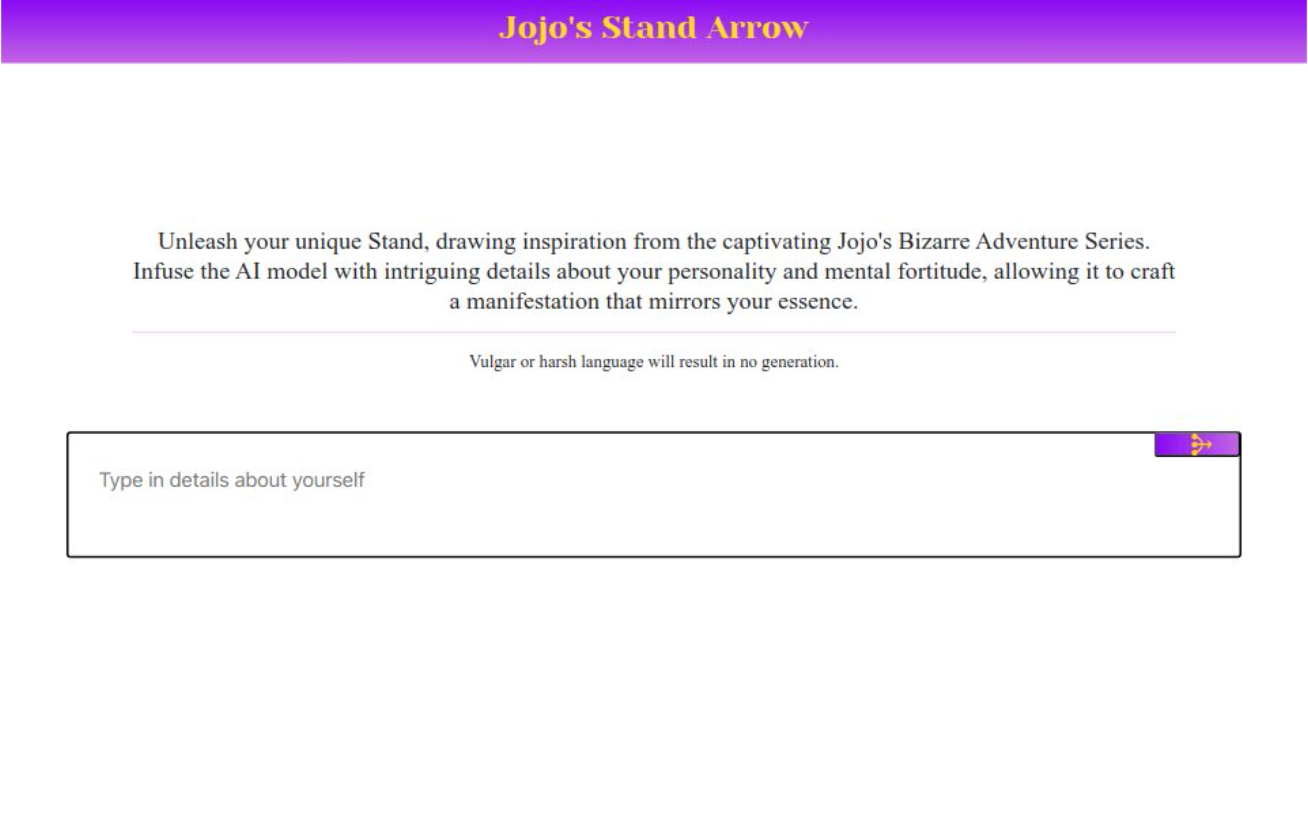 Jojo's Stand Arrow
Unleash your unique Stand, drawing inspiration from the captivating Jojo's Bizarre Adventure Series.
Infuse the AI model with intriguing details about your personality and mental fortitude, allowing it to craft
a manifestation that mirrors your essence.
Vulgar or harsh language will result in no generation.
Type in details about yourself